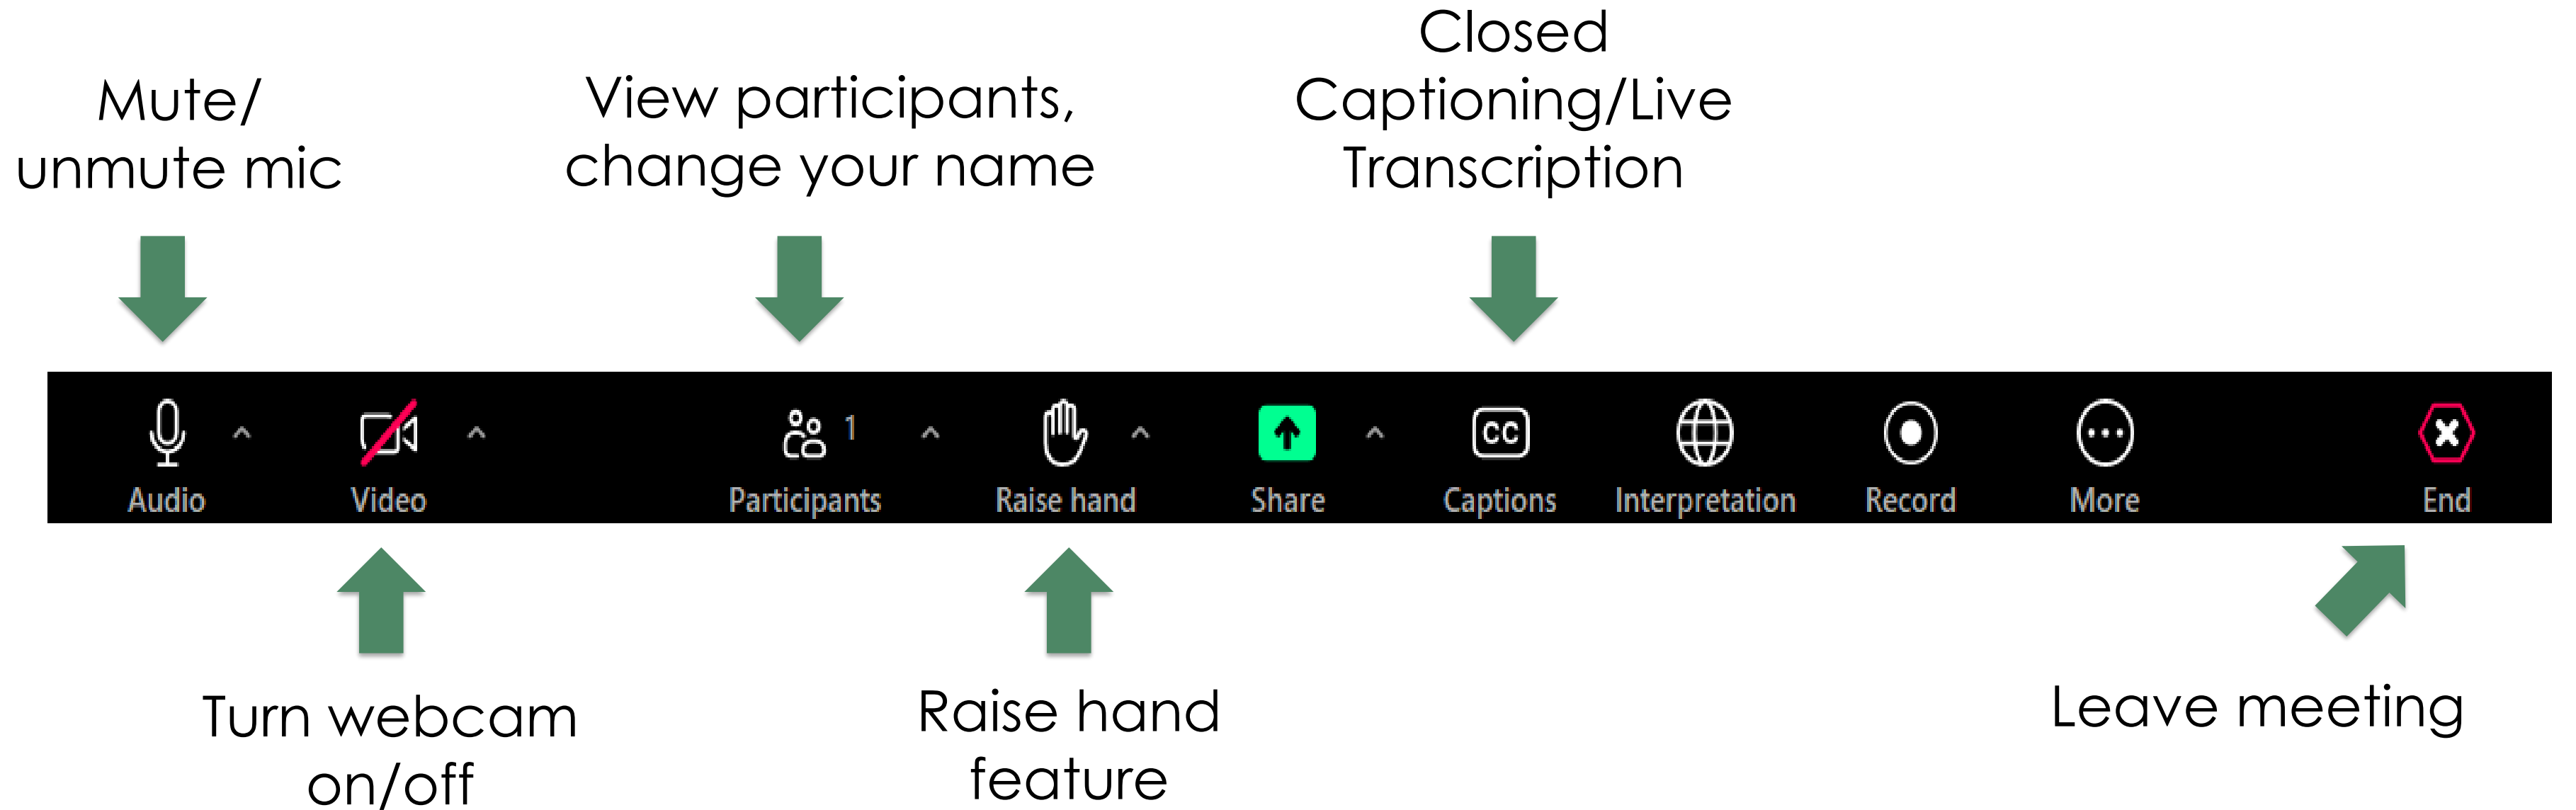 Mute/
unmute mic
View participants,
change your name
Closed
Captioning/Live
Transcription
1
CC
Audio
Video
Participants
Raise hand
Share
Captions
Interpretation
Record
More
End
Turn webcam
on/off
Raise hand
feature
Leave meeting